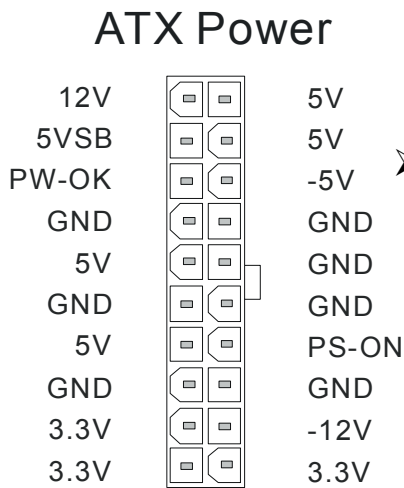 ATX Power
12V 5V
5VSB 5V
PW-OK -5V
GND GND
5V GND
GND GND
5V PS-ON
GND GND
3.3V -12V
3.3V 3.3V